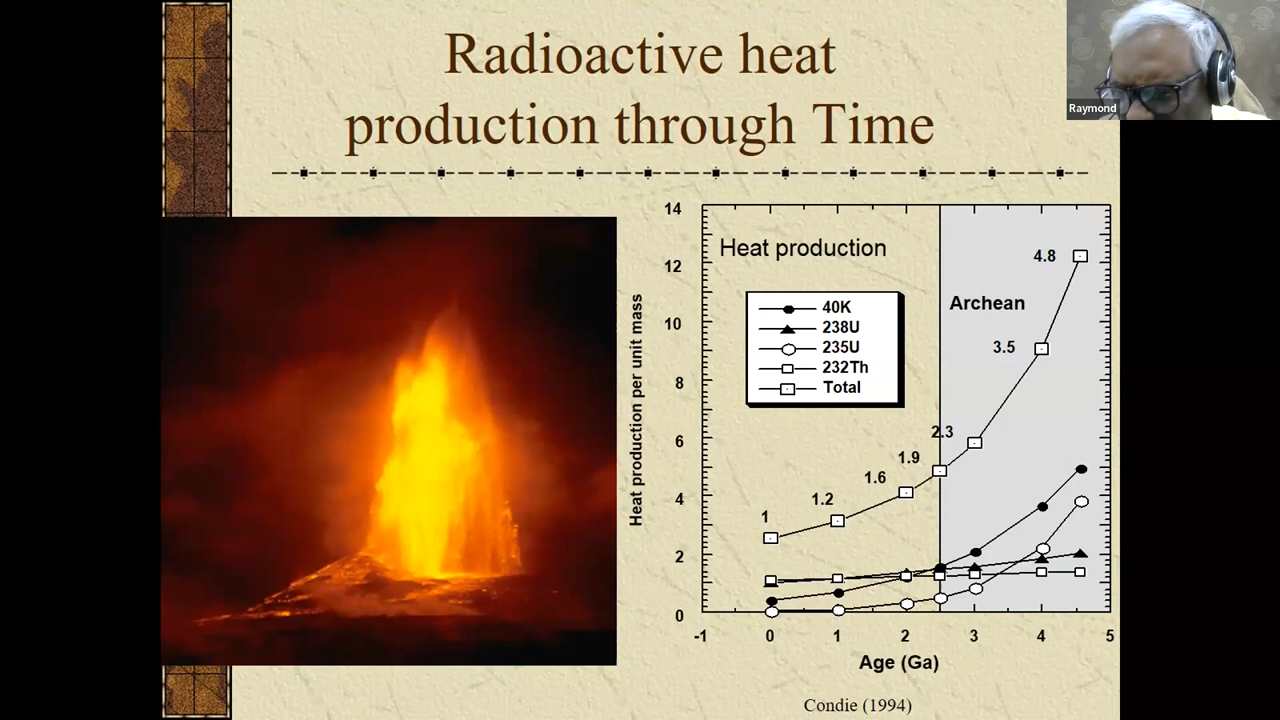 Radioactive heat
production through Time
Raymond
Heat production per unit mass
14
12
10
8
6
4
2
0
Heat production
40K
238U
235U
232Th
Total
Archean
1
1.2
1.6
1.9
2.3
3.5
4.8
-1 0 1 2 3 4 5
Age (Ga)
Condie (1994)